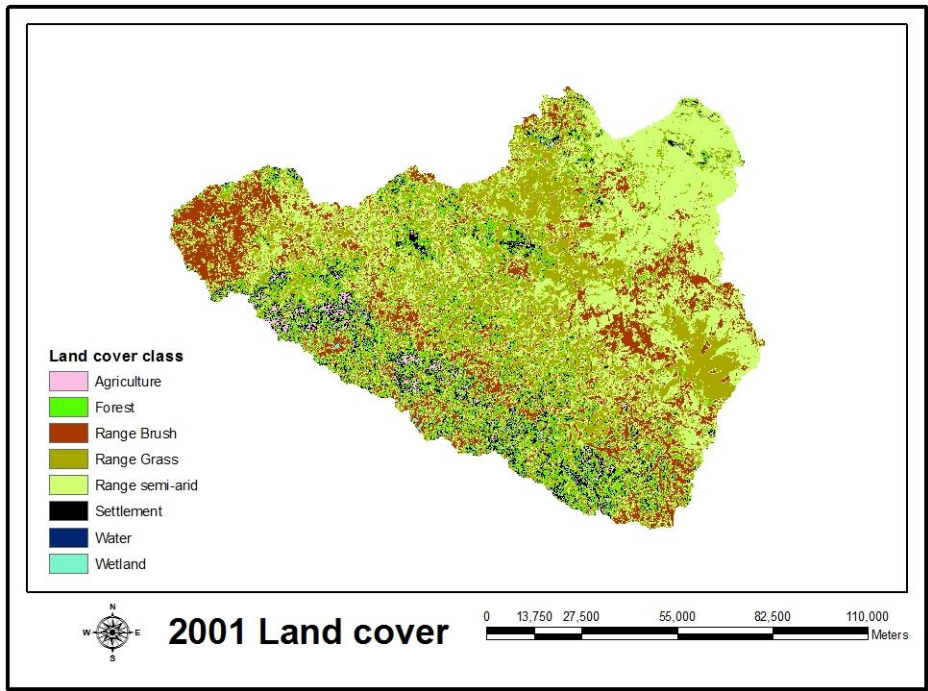 Land cover class
Agriculture
Forest
Range Brush
Range Grass
Range semi-arid
Settlement
Water
Wetland
N
W E
S
2001 Land cover
0 13,750 27,500 55,000 82,500 110,000
Meters